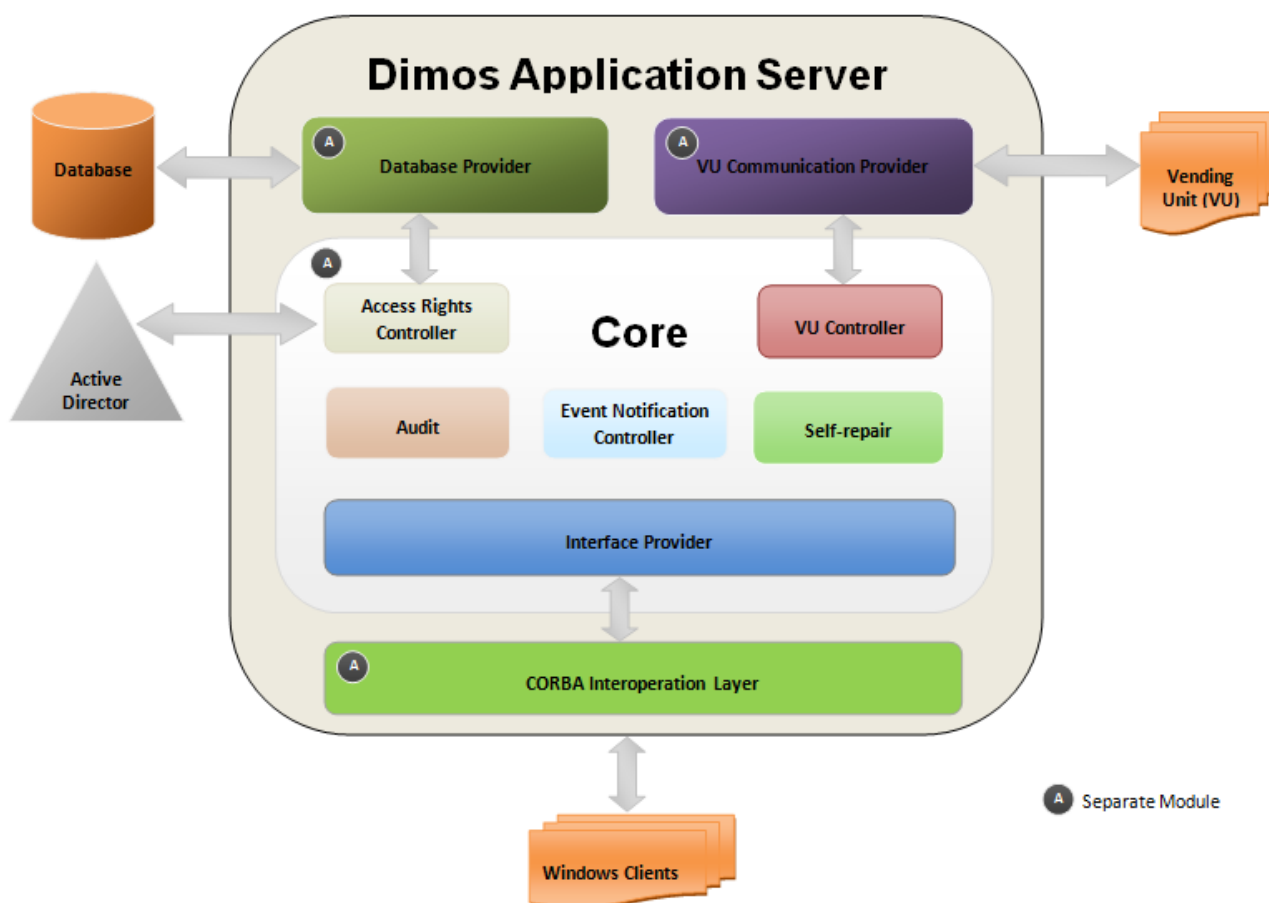 Dimos Application Server
A
Database Provider
A
VU Communication Provider
Database
Vending
Unit (VU)
A
Access Rights
Controller
Core
VU Controller
Active
Director
Audit
Event Notification
Controller
Self-repair
Interface Provider
A
CORBA Interoperation Layer
A
Separate Module
Windows Clients